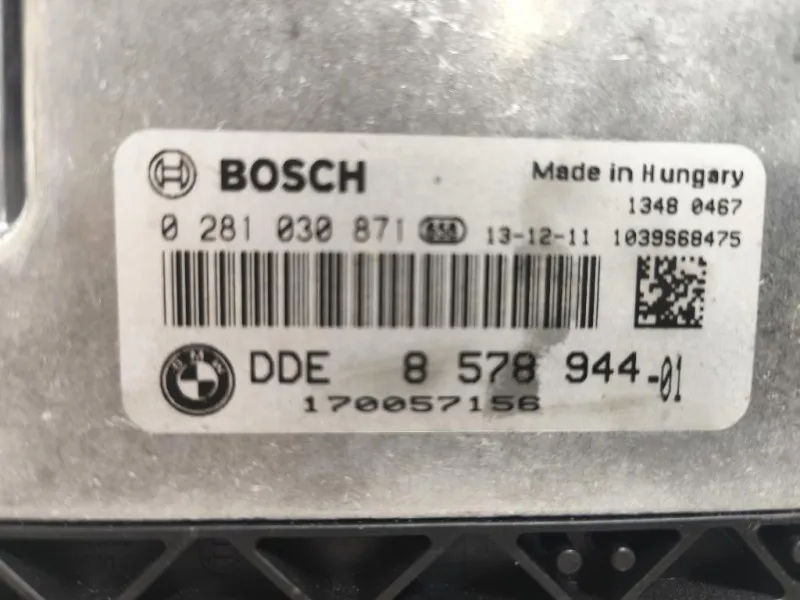 BOSCH
Made in Hungary
1348 0467
0 281 030 871 13-12-11 1039S68475
BMW
DDE 8 578 944-01
170057156